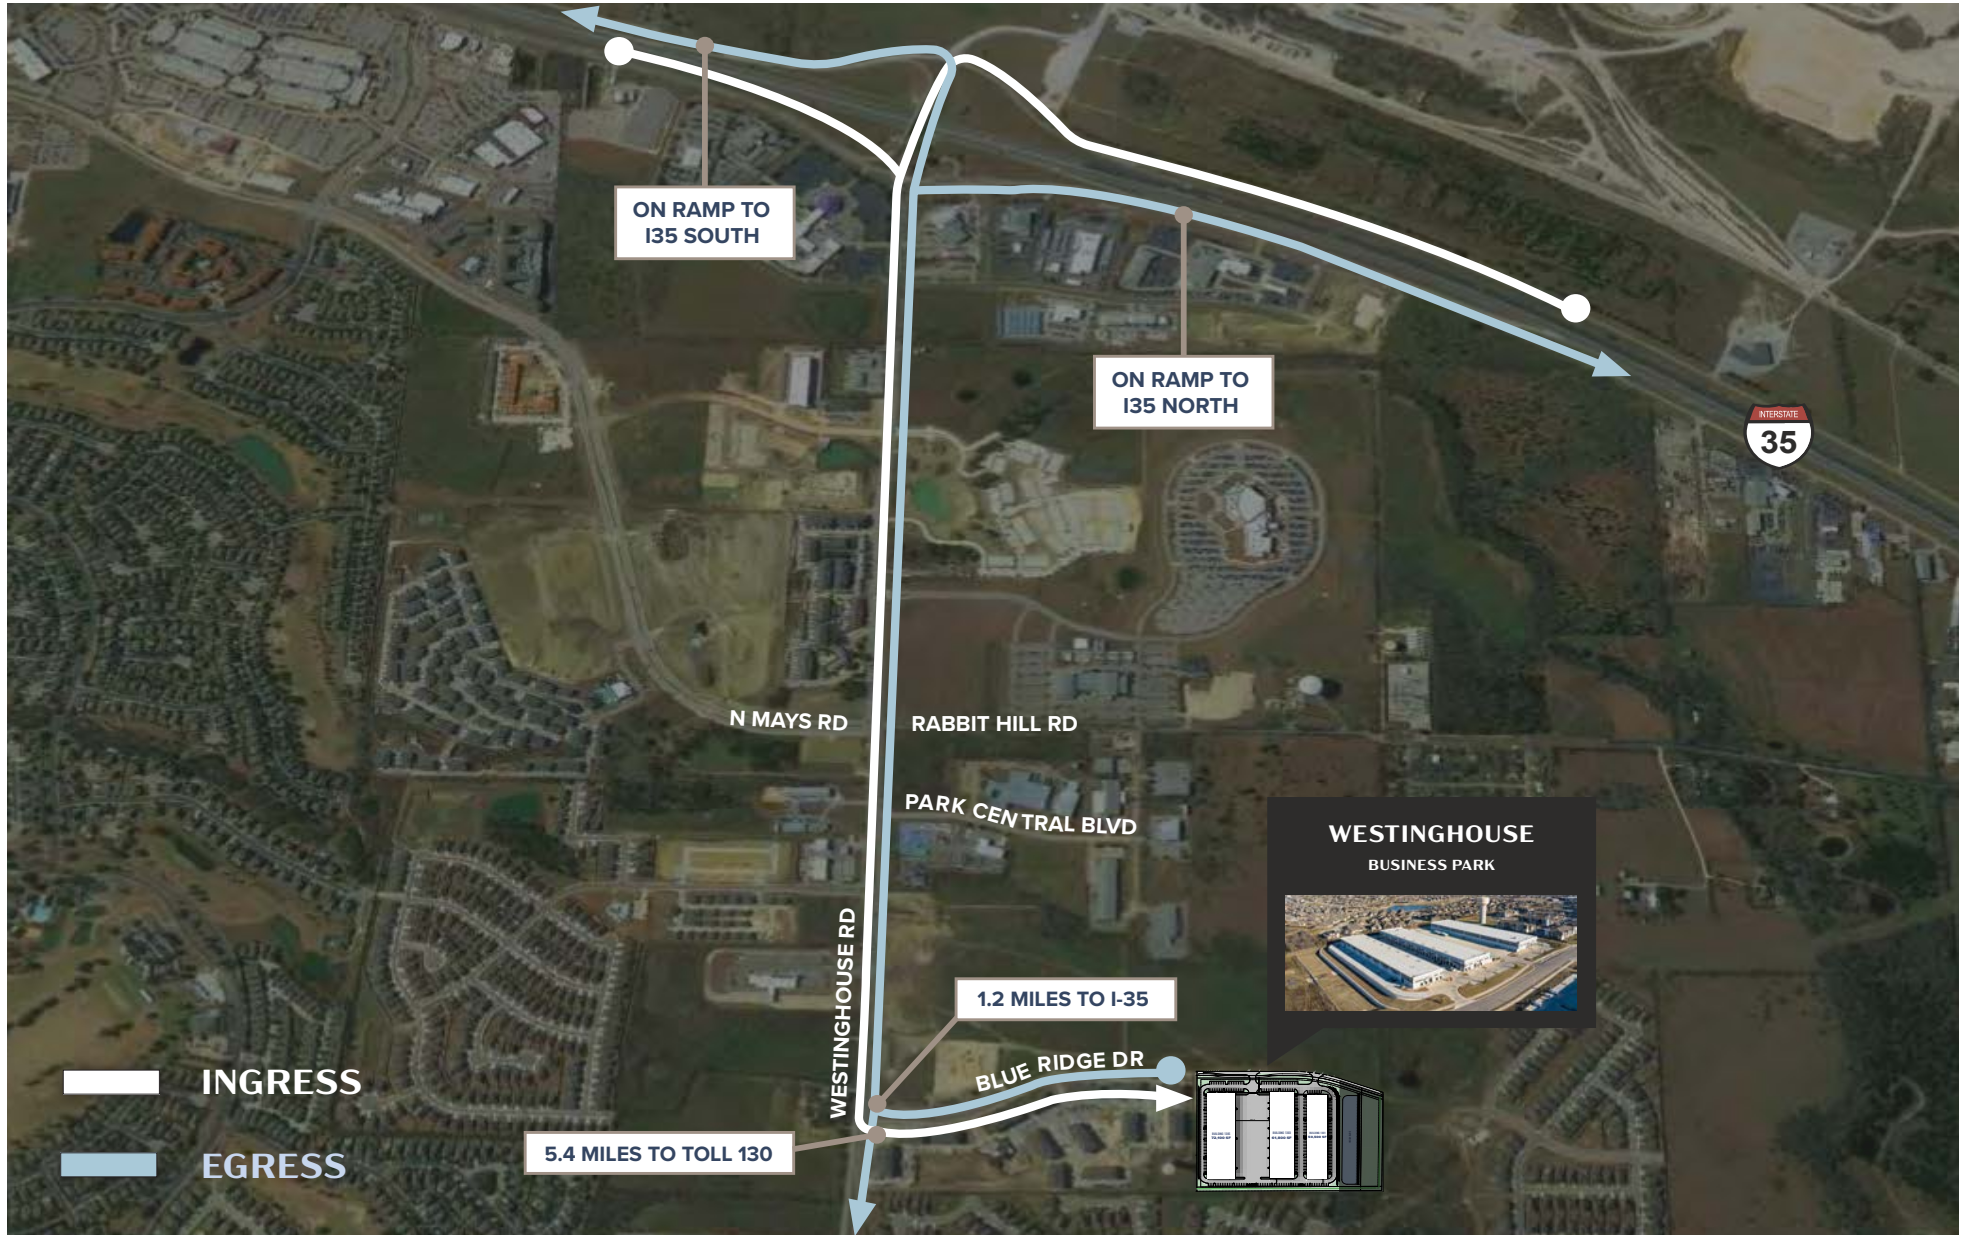 ON RAMP TO
I35 SOUTH
ON RAMP TO
I35 NORTH
INTERSTATE
35
N MAYS RD
RABBIT HILL RD
PARK CENTRAL BLVD
WESTINGHOUSE
BUSINESS PARK
WESTINGHOUSE RD
1.2 MILES TO I-35
BLUE RIDGE DR
5.4 MILES TO TOLL 130
INGRESS
EGRESS